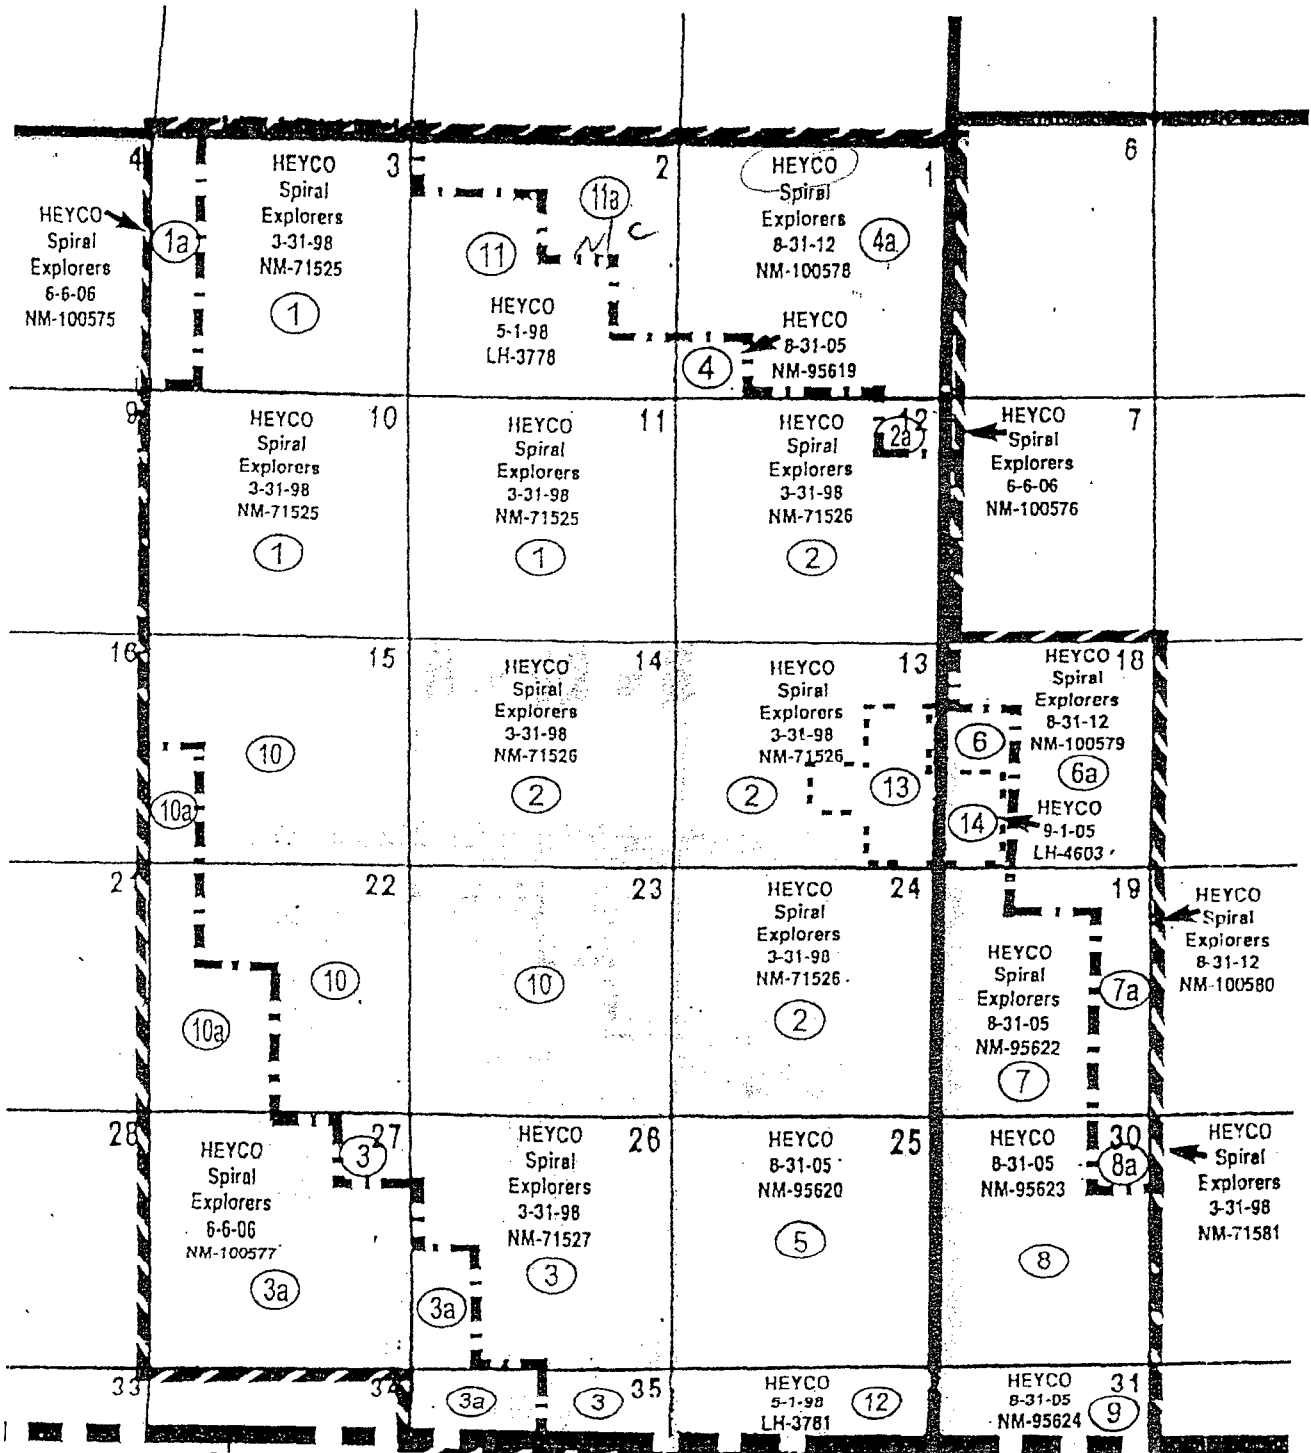 4
3
2
1
6
HEYCO
Spiral
Explorers
6-6-06
NM-100575
1a
HEYCO
Spiral
Explorers
3-31-98
NM-71525
1
11
11a
HEYCO
5-1-98
LH-3778
HEYCO
Spiral
Explorers
8-31-12
NM-100578
4a
HEYCO
8-31-05
NM-95619
4
9
10
11
12
7
HEYCO
Spiral
Explorers
3-31-98
NM-71525
1
HEYCO
Spiral
Explorers
3-31-98
NM-71525
1
HEYCO
Spiral
Explorers
3-31-98
NM-71526
2
2a
HEYCO
Spiral
Explorers
6-6-06
NM-100576
16
15
14
13
18
10
10a
HEYCO
Spiral
Explorers
3-31-98
NM-71526
2
HEYCO
Spiral
Explorers
3-31-98
NM-71526
2
13
6
14
HEYCO
Spiral
Explorers
8-31-12
NM-100579
6a
HEYCO
9-1-05
LH-4603
22
23
24
19
10
10a
10
HEYCO
Spiral
Explorers
3-31-98
NM-71526
2
HEYCO
Spiral
Explorers
8-31-05
NM-95622
7
7a
HEYCO
Spiral
Explorers
8-31-12
NM-100580
28
27
26
25
30
HEYCO
Spiral
Explorers
6-6-06
NM-100577
3a
3
HEYCO
Spiral
Explorers
3-31-98
NM-71527
3
3a
HEYCO
8-31-05
NM-95620
5
HEYCO
8-31-05
NM-95623
8
8a
HEYCO
Spiral
Explorers
3-31-98
NM-71581
33
34
35
31
3a
3
HEYCO
5-1-98
LH-3781
12
HEYCO
8-31-05
NM-95624
9